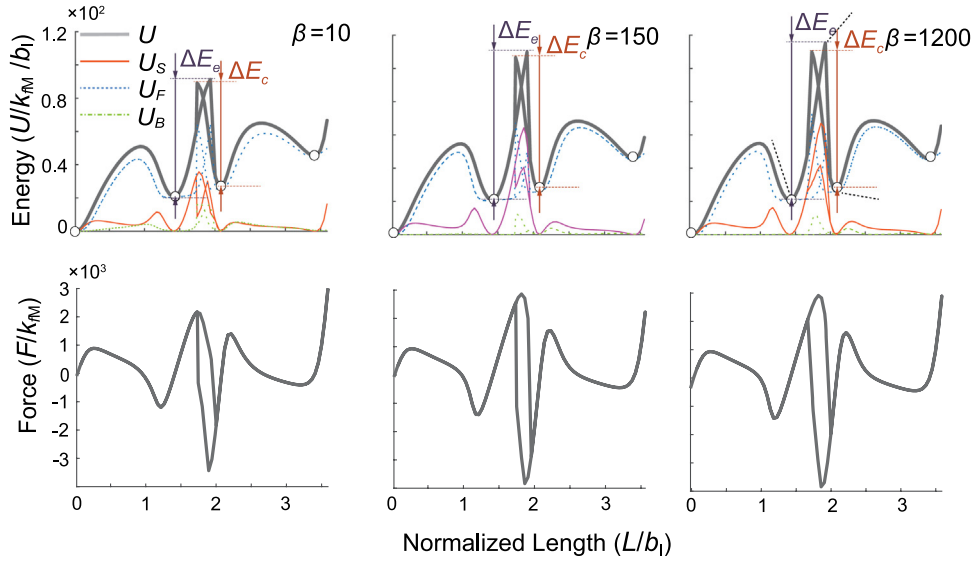 ×10²
U
U_S
U_F
U_B
β=10
ΔE_e
ΔE_c
β=150
ΔE_e
ΔE_c
β=1200
ΔE_e
ΔE_c
Energy (U/k_fM/b_l)
1.2
0.8
0.4
0
×10³
Force (F/k_fM)
3
2
1
0
-1
-2
-3
0 1 2 3
0 1 2 3
0 1 2 3
Normalized Length (L/b_l)